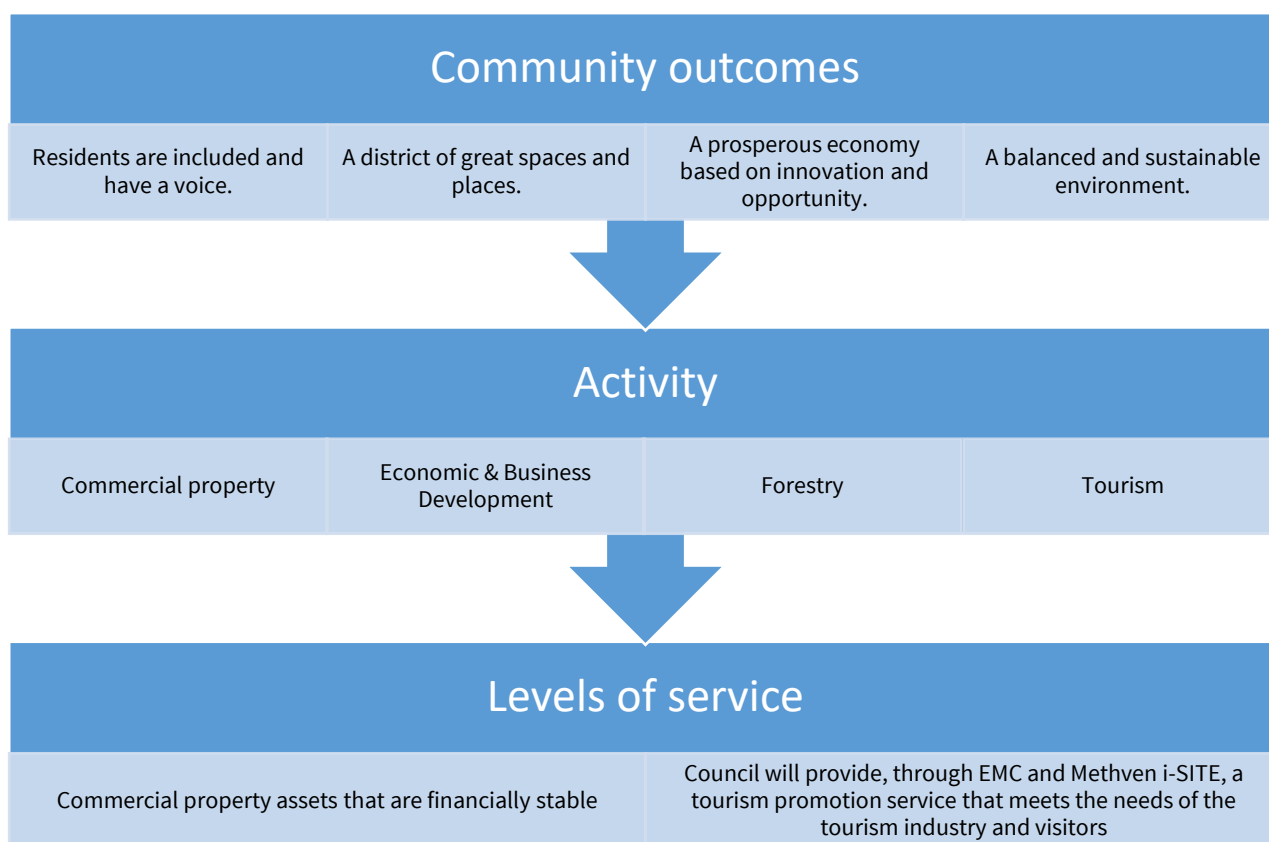 Community outcomes
Residents are included and
have a voice.
A district of great spaces and
places.
A prosperous economy
based on innovation and
opportunity.
A balanced and sustainable
environment.
Activity
Commercial property
Economic & Business
Development
Forestry
Tourism
Levels of service
Commercial property assets that are financially stable
Council will provide, through EMC and Methven i-SITE, a
tourism promotion service that meets the needs of the
tourism industry and visitors